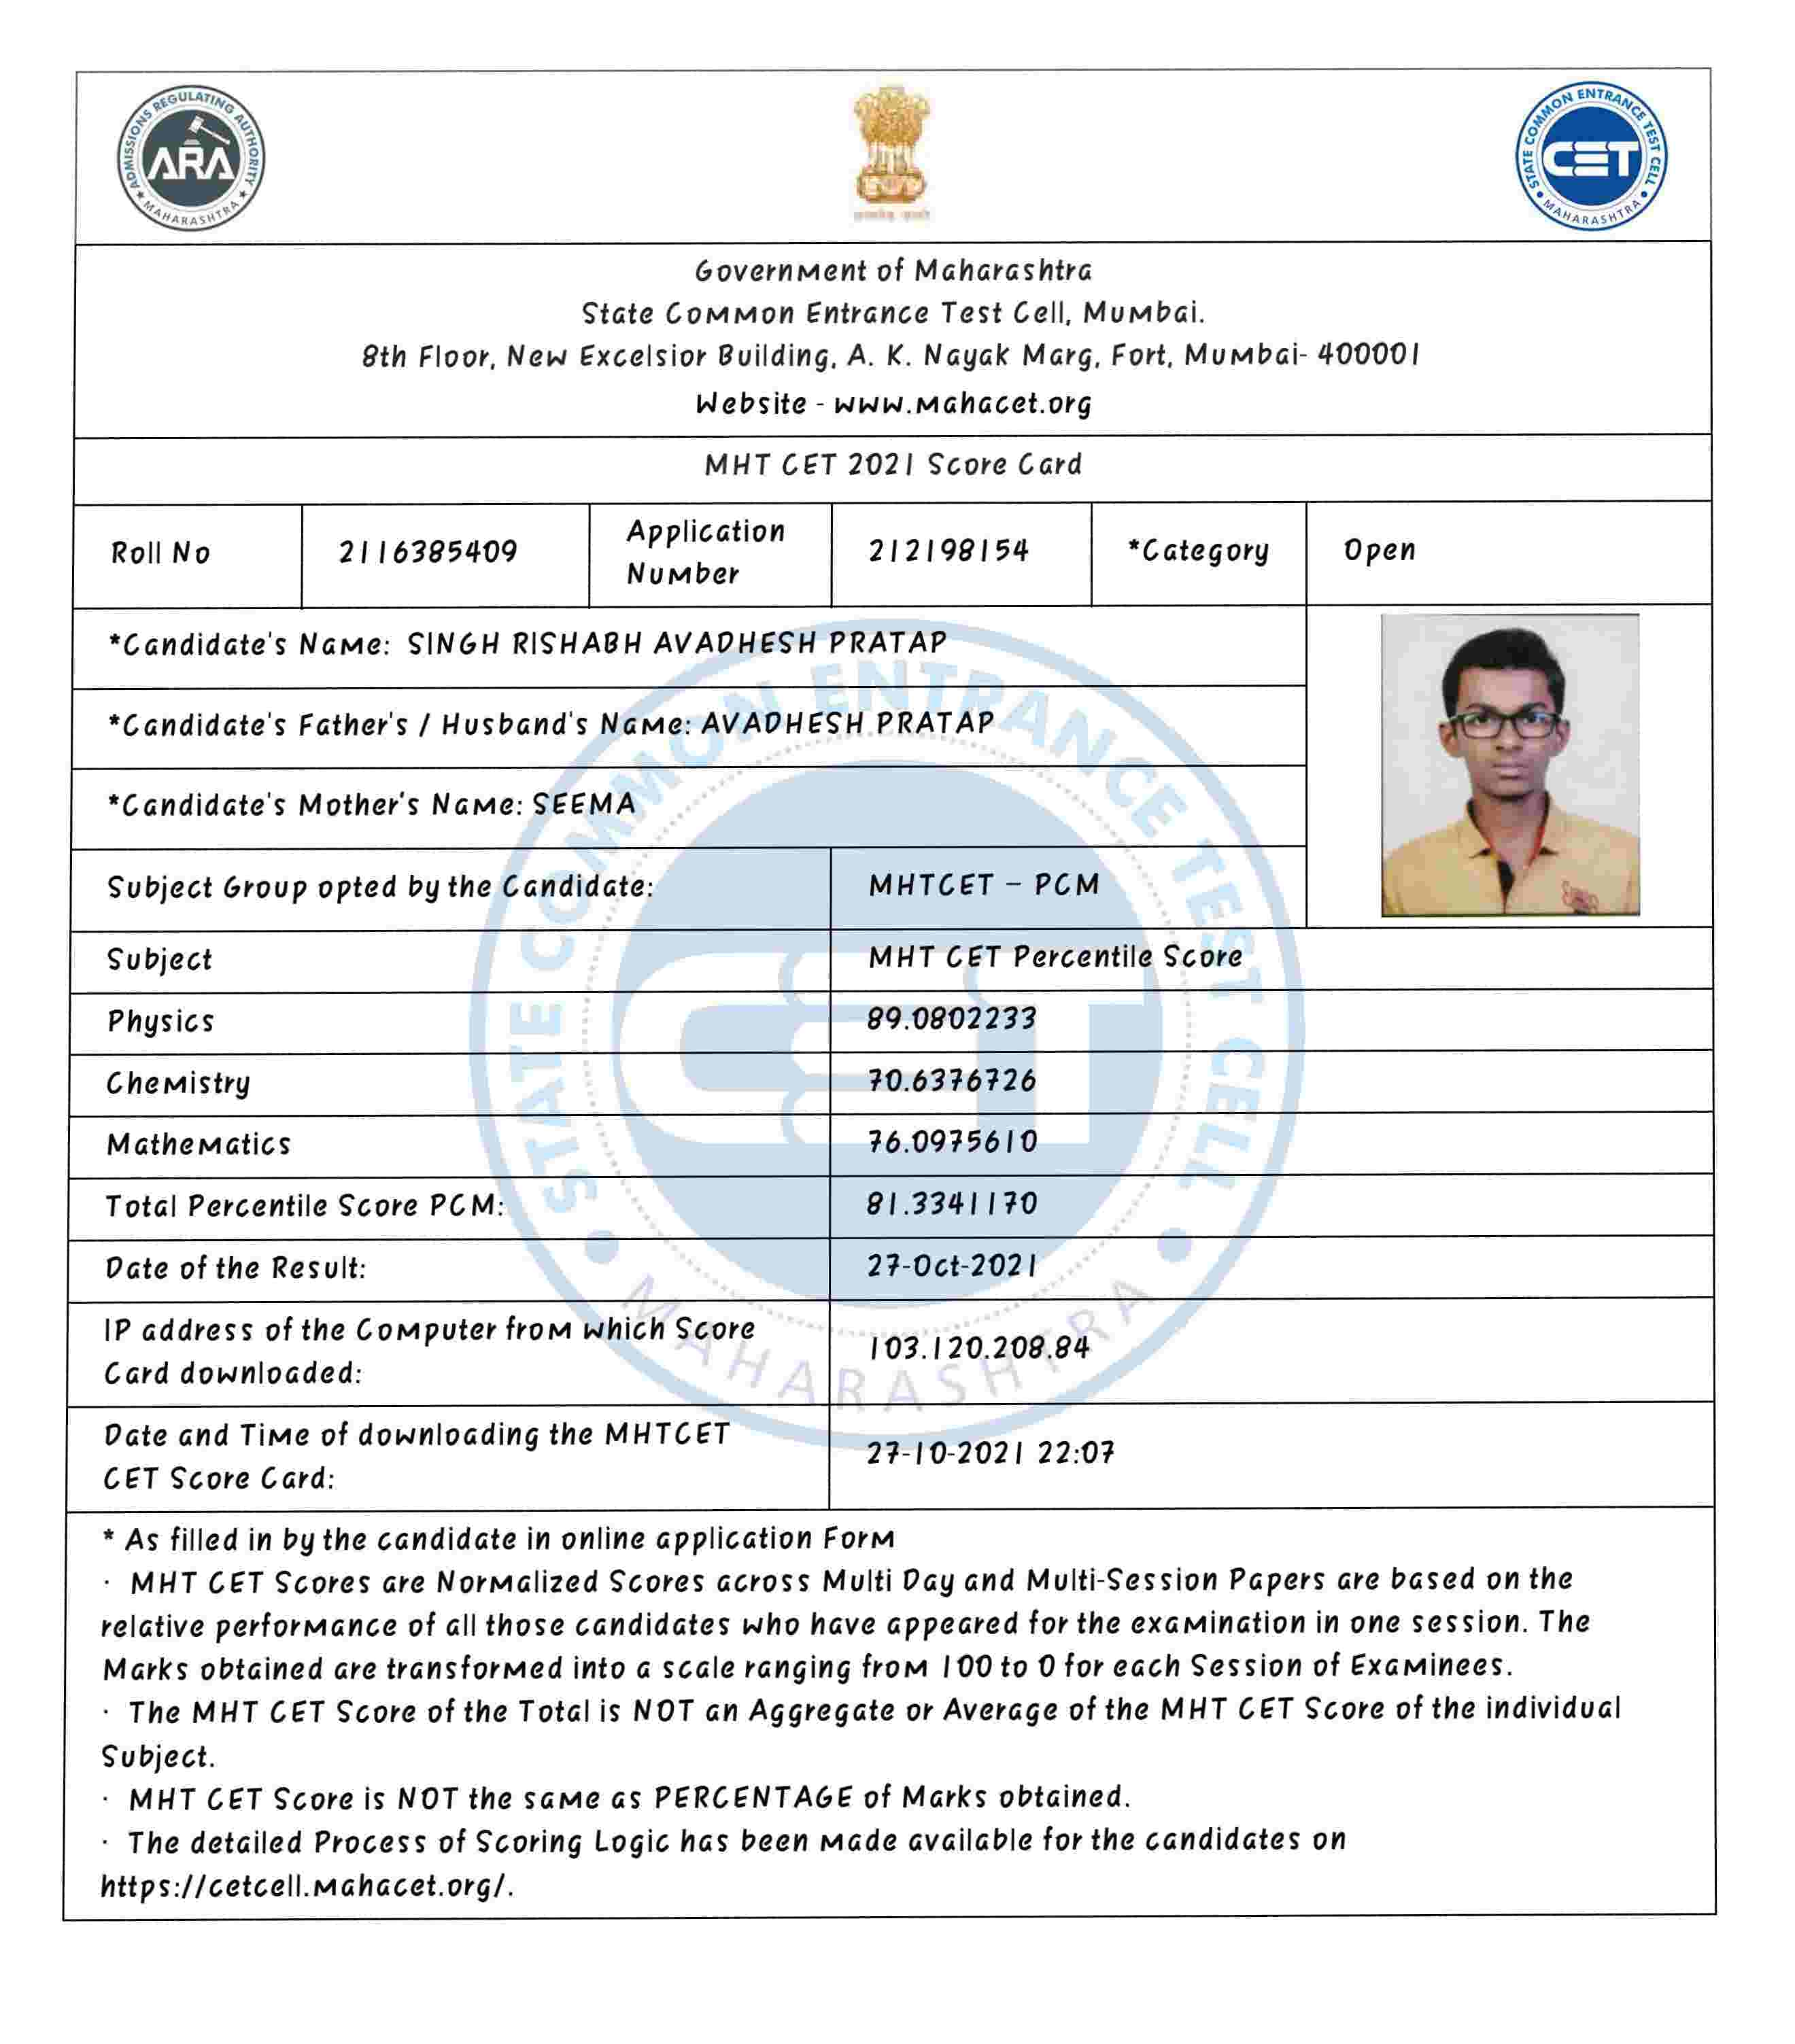 ADMISSIONS REGULATING AUTHORITY
ARA
★ MAHARASHTRA ★
STATE COMMON ENTRANCE TEST CELL
CET
• MAHARASHTRA •
Government of Maharashtra
State Common Entrance Test Cell, Mumbai.
8th Floor, New Excelsior Building, A. K. Nayak Marg, Fort, Mumbai- 400001
Website - www.mahacet.org
MHT CET 2021 Score Card
Roll No 2116385409 Application Number 212198154 *Category Open
*Candidate's Name: SINGH RISHABH AVADHESH PRATAP
*Candidate's Father's / Husband's Name: AVADHESH PRATAP
*Candidate's Mother's Name: SEEMA
Subject Group opted by the Candidate: MHTCET – PCM
Subject MHT CET Percentile Score
Physics 89.0802233
Chemistry 70.6376726
Mathematics 76.0975610
Total Percentile Score PCM: 81.3341170
Date of the Result: 27-Oct-2021
IP address of the Computer from which Score
Card downloaded: 103.120.208.84
Date and Time of downloading the MHTCET
CET Score Card: 27-10-2021 22:07
* As filled in by the candidate in online application Form
· MHT CET Scores are Normalized Scores across Multi Day and Multi-Session Papers are based on the
relative performance of all those candidates who have appeared for the examination in one session. The
Marks obtained are transformed into a scale ranging from 100 to 0 for each Session of Examinees.
· The MHT CET Score of the Total is NOT an Aggregate or Average of the MHT CET Score of the individual
Subject.
· MHT CET Score is NOT the same as PERCENTAGE of Marks obtained.
· The detailed Process of Scoring Logic has been made available for the candidates on
https://cetcell.mahacet.org/.
STATE COMMON ENTRANCE TEST CELL
CET
• MAHARASHTRA •